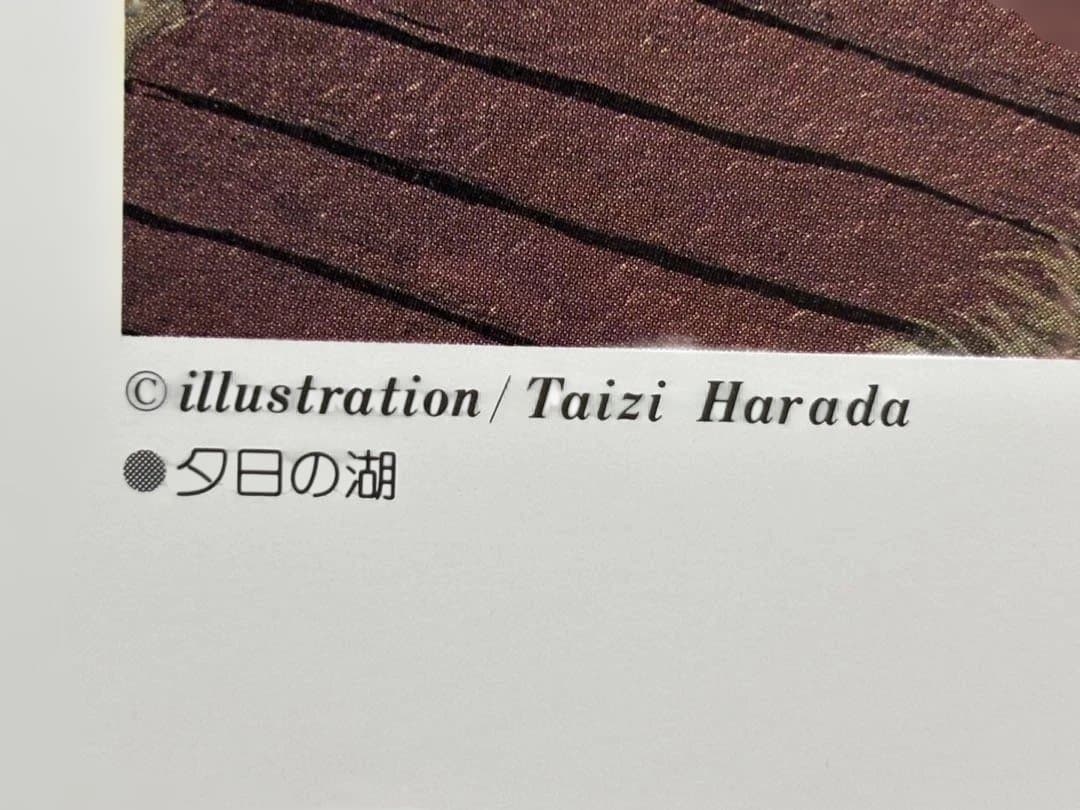 ©illustration/Taizi Harada
●夕日の湖